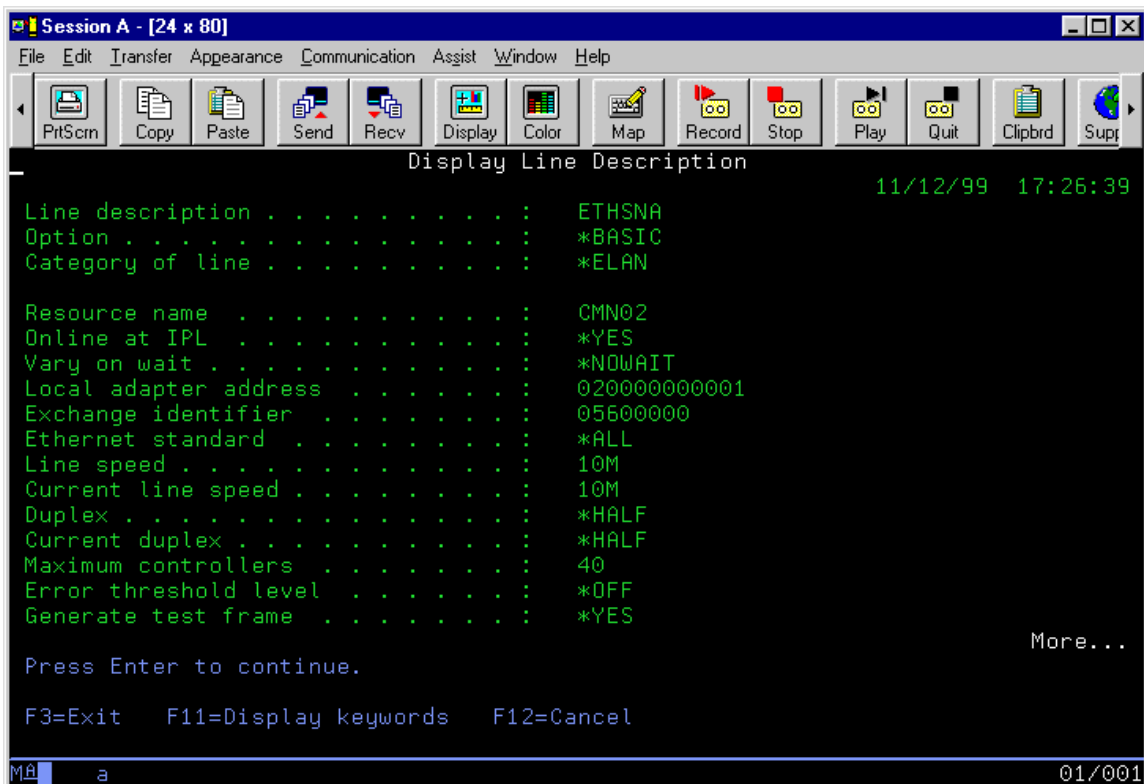 Session A - [24 x 80]
File Edit Transfer Appearance Communication Assist Window Help
PrtScrn Copy Paste Send Recv Display Color Map Record Stop Play Quit Clipbrd Supp
Display Line Description
11/12/99 17:26:39
Line description . . . . . . . . . : ETHSNA
Option . . . . . . . . . . . . . . : *BASIC
Category of line . . . . . . . . . : *ELAN
Resource name . . . . . . . . . . : CMN02
Online at IPL . . . . . . . . . . : *YES
Vary on wait . . . . . . . . . . . : *NOWAIT
Local adapter address . . . . . . : 020000000001
Exchange identifier . . . . . . . : 05600000
Ethernet standard . . . . . . . . : *ALL
Line speed . . . . . . . . . . . . : 10M
Current line speed . . . . . . . . : 10M
Duplex . . . . . . . . . . . . . . : *HALF
Current duplex . . . . . . . . . . : *HALF
Maximum controllers . . . . . . . : 40
Error threshold level . . . . . . : *OFF
Generate test frame . . . . . . . : *YES
More...
Press Enter to continue.
F3=Exit F11=Display keywords F12=Cancel
MA a 01/001